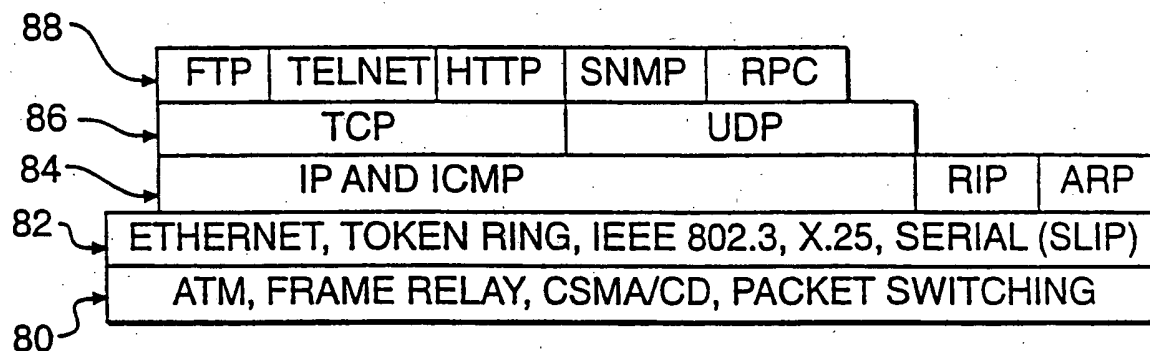 88 FTP TELNET HTTP SNMP RPC
86 TCP UDP
84 IP AND ICMP RIP ARP
82 ETHERNET, TOKEN RING, IEEE 802.3, X.25, SERIAL (SLIP)
80 ATM, FRAME RELAY, CSMA/CD, PACKET SWITCHING